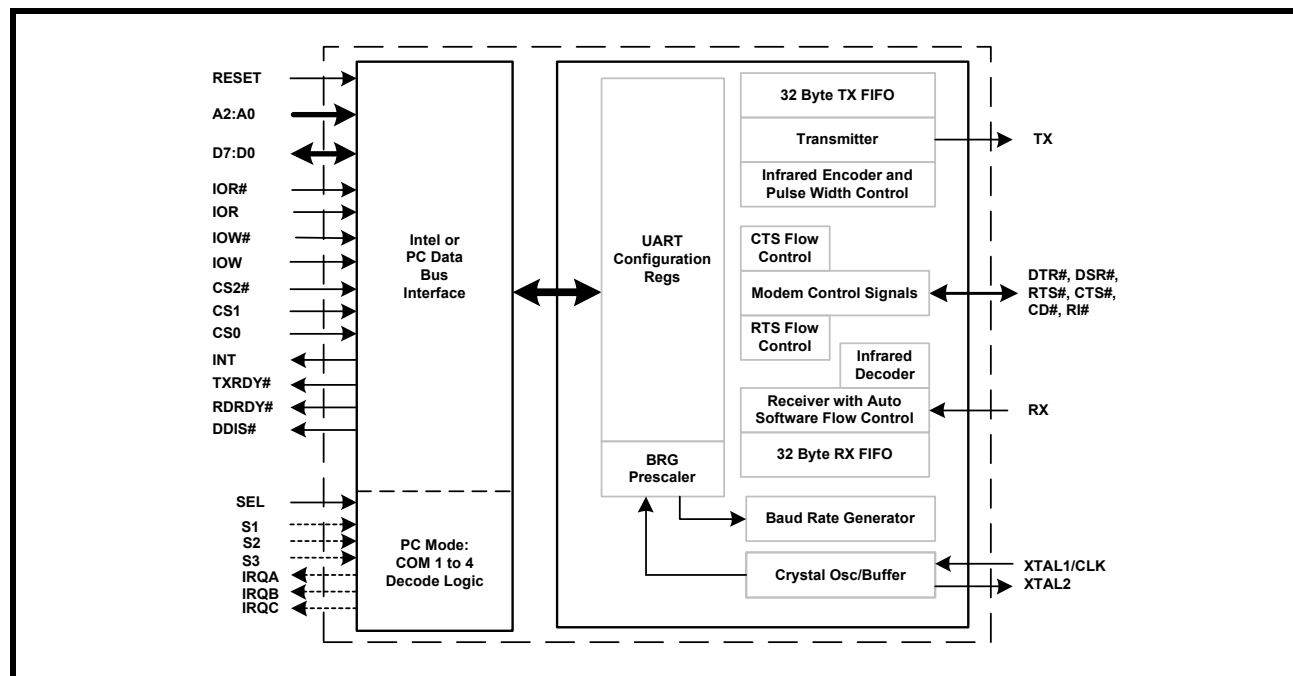 RESET
A2:A0
D7:D0
IOR#
IOR
IOW#
IOW
CS2#
CS1
CS0
INT
TXRDY#
RDRDY#
DDIS#
SEL
S1
S2
S3
IRQA
IRQB
IRQC
Intel or
PC Data
Bus
Interface
PC Mode:
COM 1 to 4
Decode Logic
UART
Configuration
Regs
BRG
Prescaler
32 Byte TX FIFO
Transmitter
Infrared Encoder and
Pulse Width Control
CTS Flow
Control
Modem Control Signals
RTS Flow
Control
Infrared
Decoder
Receiver with Auto
Software Flow Control
32 Byte RX FIFO
Baud Rate Generator
Crystal Osc/Buffer
TX
DTR#, DSR#,
RTS#, CTS#,
CD#, RI#
RX
XTAL1/CLK
XTAL2